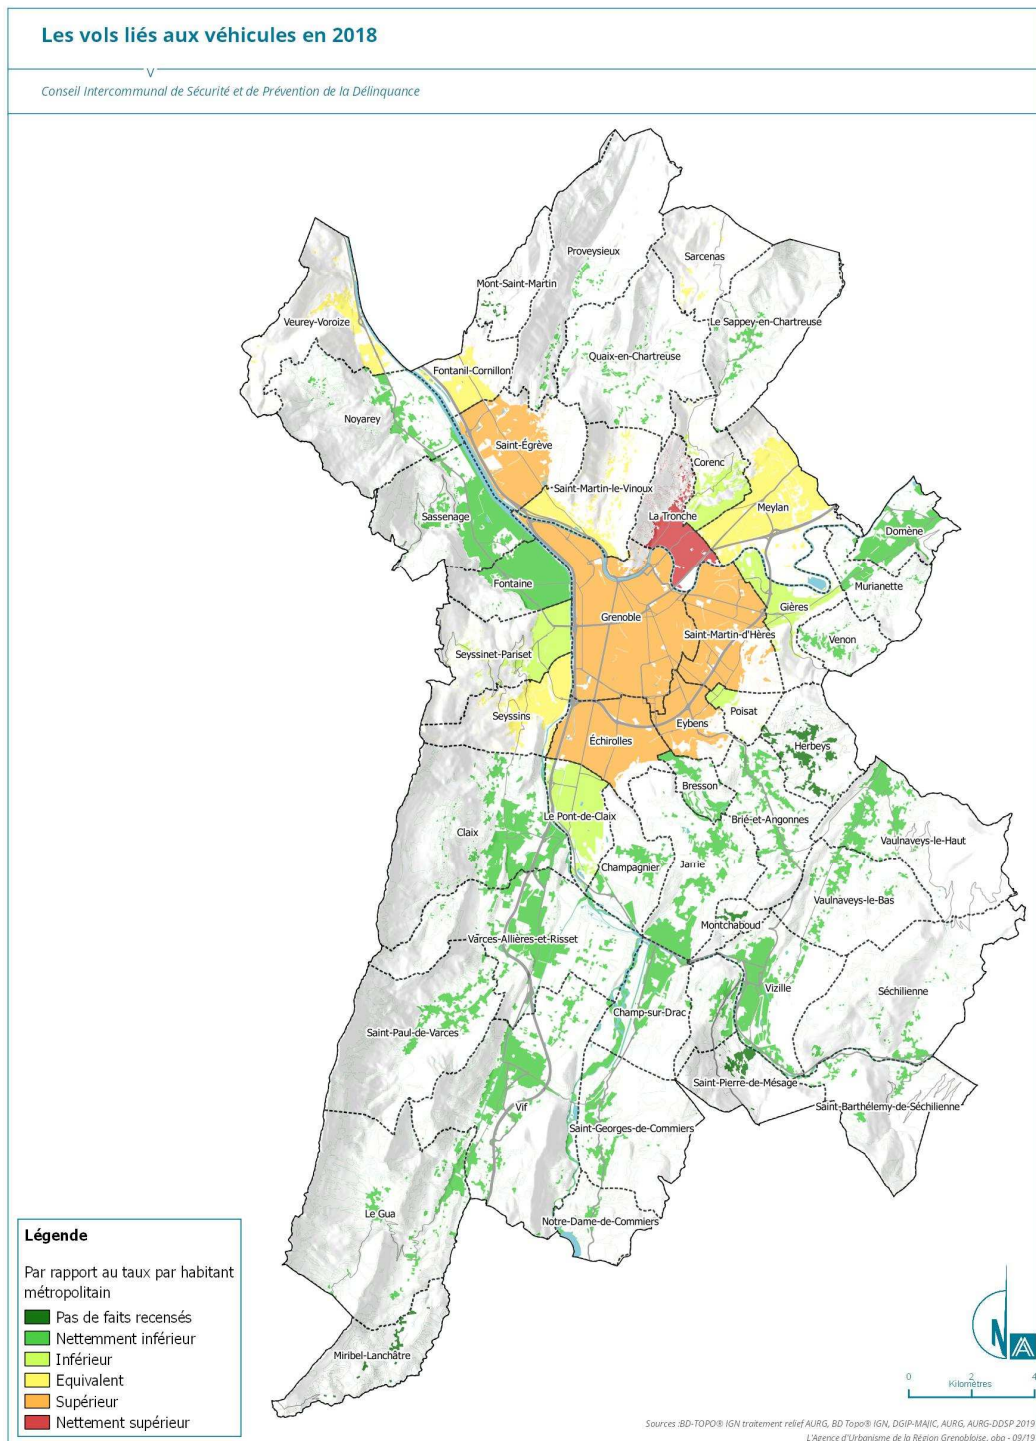 Les vols liés aux véhicules en 2018
Conseil Intercommunal de Sécurité et de Prévention de la Délinquance
Proveysieux
Sarcenas
Mont-Saint-Martin
Veurey-Voroize
Le Sappey-en-Chartreuse
Quaix-en-Chartreuse
Fontanil-Cornillon
Noyarey
Saint-Égrève
Corenc
Saint-Martin-le-Vinoux
Meylan
La Tronche
Sassenage
Domène
Fontaine
Murianette
Gières
Grenoble
Saint-Martin-d'Hères
Venon
Seyssinet-Pariset
Poisat
Seyssins
Eybens
Échirolles
Herbeys
Bresson
Le Pont-de-Claix
Brié-et-Angonnes
Claix
Vaulnaveys-le-Haut
Champagnier
Jarrie
Vaulnaveys-le-Bas
Montchaboud
Varces-Allières-et-Risset
Vizille
Séchilienne
Champ-sur-Drac
Saint-Paul-de-Varces
Saint-Pierre-de-Mésage
Vif
Saint-Barthélemy-de-Séchilienne
Saint-Georges-de-Commiers
Le Gua
Notre-Dame-de-Commiers
Miribel-Lanchâtre
Légende
Par rapport au taux par habitant
métropolitain
Pas de faits recensés
Nettemment inférieur
Inférieur
Equivalent
Supérieur
Nettement supérieur
N
0 2 4
Kilomètres
Sources :BD-TOPO® IGN traitement relief AURG, BD Topo® IGN, DGIP-MAJIC, AURG, AURG-DDSP 2019
L'Agence d'Urbanisme de la Région Grenobloise, oba - 09/19